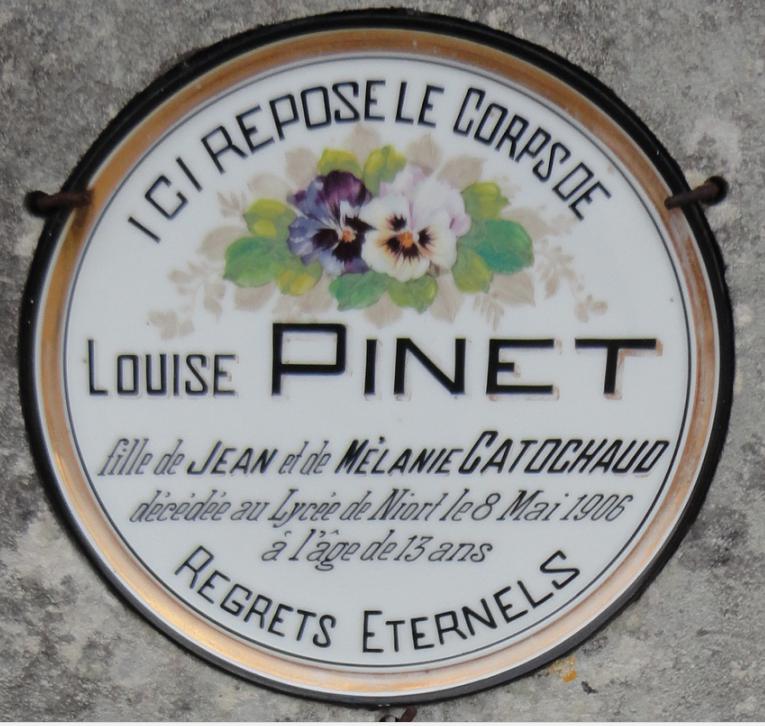 ICI REPOSE LE CORPS DE
LOUISE PINET
fille de JEAN et de MÉLANIE CATOCHAUD
décédée au Lycée de Niort le 8 Mai 1906
à l'âge de 13 ans
REGRETS ETERNELS